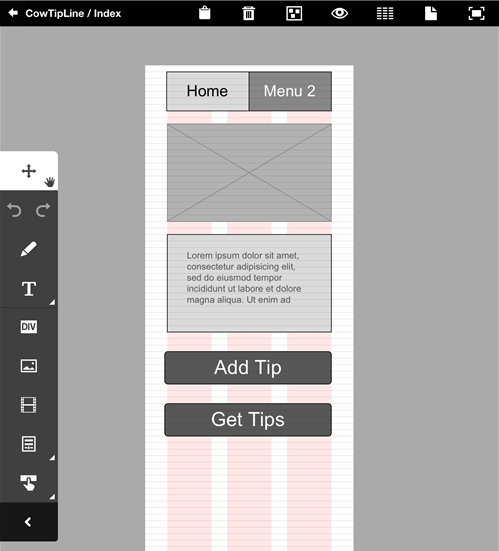 CowTipLine / Index
Home
Menu 2
Lorem ipsum dolor sit amet,
consectetur adipisicing elit,
sed do eiusmod tempor
incididunt ut labore et dolore
magna aliqua. Ut enim ad
T
DIV
Add Tip
Get Tips